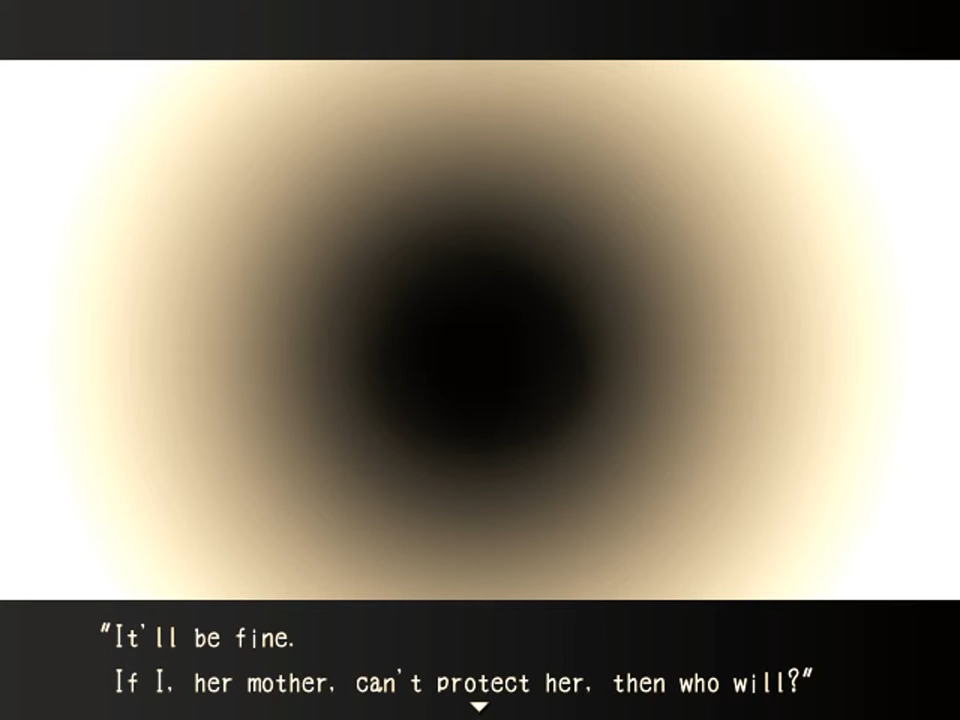 "It'll be fine.
If I, her mother, can't protect her, then who will?"